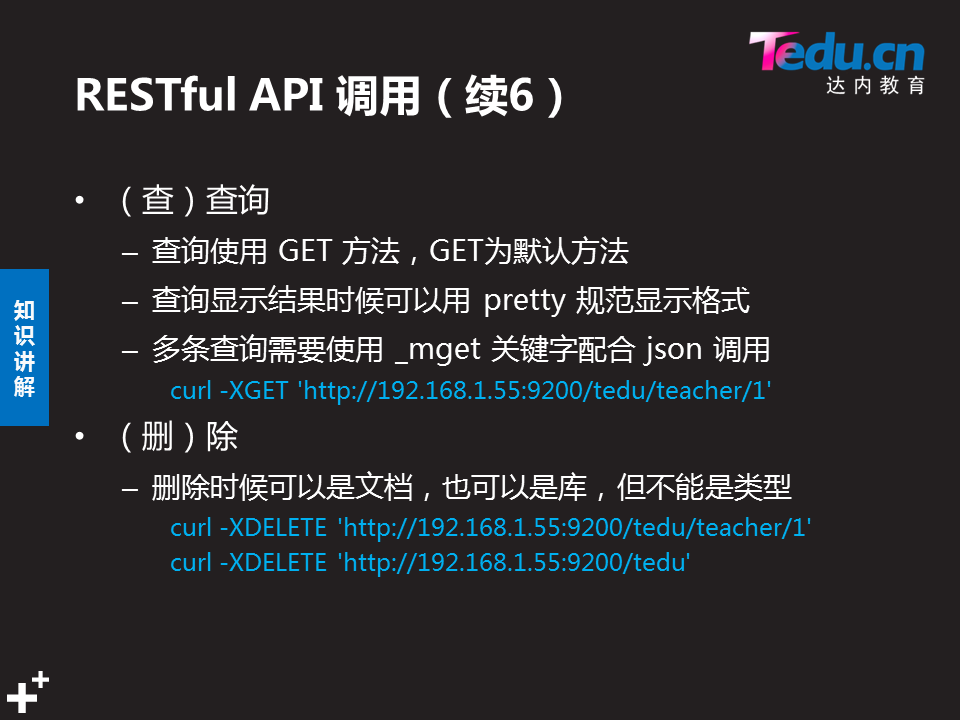 Tedu.cn
达内教育
RESTful API 调用（续6）
• （查）查询
– 查询使用 GET 方法，GET为默认方法
– 查询显示结果时候可以用 pretty 规范显示格式
– 多条查询需要使用 _mget 关键字配合 json 调用
curl -XGET 'http://192.168.1.55:9200/tedu/teacher/1'
• （删）除
– 删除时候可以是文档，也可以是库，但不能是类型
curl -XDELETE 'http://192.168.1.55:9200/tedu/teacher/1'
curl -XDELETE 'http://192.168.1.55:9200/tedu'
知识讲解